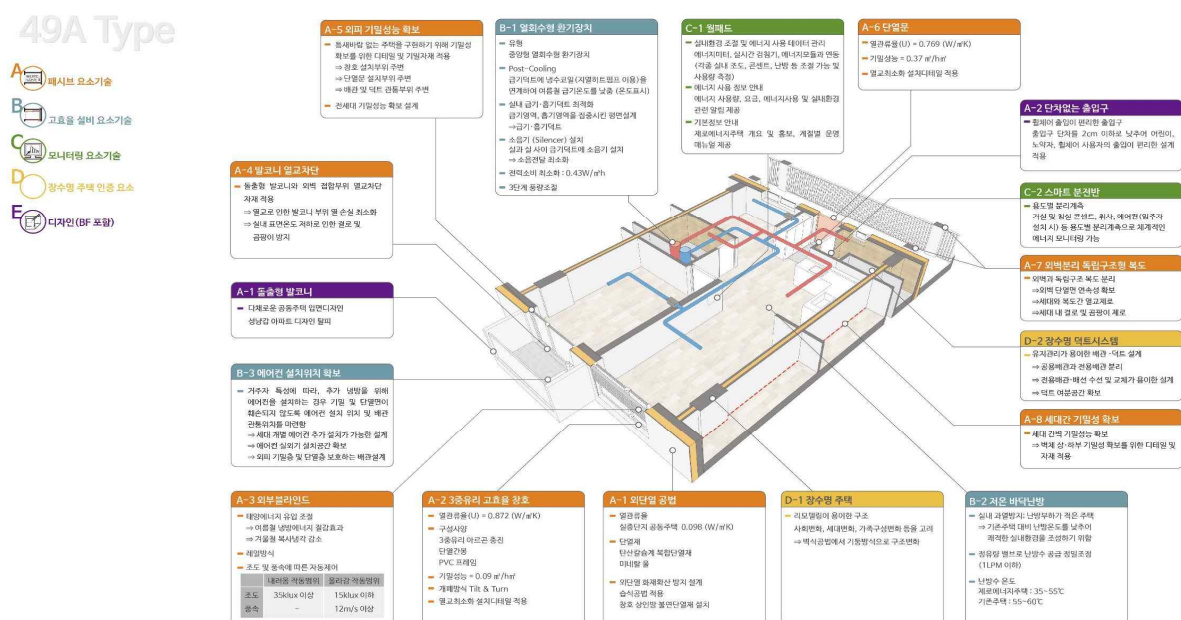 49A Type
A 패시브 요소기술
B 고효율 설비 요소기술
C 모니터링 요소기술
D 장수명 주택 인증 요소
E 디자인(BF 포함)
A-5 외피 기밀성능 확보
틈새바람 없는 주택을 구현하기 위해 기밀성
확보를 위한 디테일 및 기밀자재 적용
⇒ 창호 설치부위 주변
⇒ 단열문 설치부위 주변
⇒ 배관 및 덕트 관통부위 주변
전세대 기밀성능 확보 설계
B-1 열회수형 환기장치
유형
중앙형 열회수형 환기장치
Post-Cooling
급기덕트에 냉수코일(지열히트펌프 이용)을
연계하여 여름철 급기온도를 낮춤 (온도표시)
실내 급기·흡기덕트 최적화
급기영역, 흡기영역을 집중시킨 평면설계
⇒급기·흡기덕트
소음기 (Silencer) 설치
실과 실 사이 급기덕트에 소음기 설치
⇒ 소음전달 최소화
전력소비 최소화 : 0.43W/㎥h
3단계 풍량조절
C-1 월패드
실내환경 조절 및 에너지 사용 데이터 관리
에너지미터, 실시간 검침기, 에너지모듈과 연동
(각종 실내 조도, 콘센트, 난방 등 조절 가능 및
사용량 측정)
에너지 사용 정보 안내
에너지 사용량, 요금, 에너지사용 및 실내환경
관련 알림 제공
기본정보 안내
제로에너지주택 개요 및 홍보, 계절별 운영
메뉴얼 제공
A-6 단열문
열관류율(U) = 0.769 (W/㎡K)
기밀성능 = 0.37 ㎥/h㎡
열교최소화 설치디테일 적용
A-2 단차없는 출입구
휠체어 출입이 편리한 출입구
출입구 단차를 2cm 이하로 낮추어 어린이,
노약자, 휠체어 사용자의 출입이 편리한 설계
적용
A-4 발코니 열교차단
돌출형 발코니와 외벽 접합부위 열교차단
자재 적용
⇒ 열교로 인한 발코니 부위 열 손실 최소화
⇒ 실내 표면온도 저하로 인한 결로 및
곰팡이 방지
C-2 스마트 분전반
용도별 분리계측
거실 및 침실 콘센트, 취사, 에어컨(입주자
설치 시) 등 용도별 분리계측으로 체계적인
에너지 모니터링 가능
A-7 외벽분리 독립구조형 복도
외벽과 독립구조 복도 분리
⇒외벽 단열면 연속성 확보
⇒세대와 복도간 열교제로
⇒세대 내 결로 및 곰팡이 제로
A-1 돌출형 발코니
다채로운 공동주택 입면디자인
성냥갑 아파트 디자인 탈피
D-2 장수명 덕트시스템
유지관리가 용이한 배관·덕트 설계
⇒ 공용배관과 전용배관 분리
⇒ 전용배관·배선 수선 및 교체가 용이한 설계
⇒ 덕트 여분공간 확보
B-3 에어컨 설치위치 확보
거주자 특성에 따라, 추가 냉방을 위해
에어컨을 설치하는 경우 기밀 및 단열면이
훼손되지 않도록 에어컨 설치 위치 및 배관
관통위치를 마련함
⇒ 세대 개별 에어컨 추가 설치가 가능한 설계
⇒ 에어컨 실외기 설치공간 확보
⇒ 외피 기밀층 및 단열층 보호하는 배관설계
A-8 세대간 기밀성 확보
세대 간벽 기밀성능 확보
⇒ 벽체 상·하부 기밀성 확보를 위한 디테일 및
자재 적용
A-3 외부블라인드
태양에너지 유입 조절
⇒ 여름철 냉방에너지 절감효과
⇒ 겨울철 복사냉각 감소
레일방식
조도 및 풍속에 따른 자동제어
내려옴 작동범위 올라감 작동범위
조도 35klux 이상 15klux 이하
풍속 - 12m/s 이상
A-2 3중유리 고효율 창호
열관류율(U) = 0.872 (W/㎡K)
구성사양
3중유리 아르곤 충진
단열간봉
PVC 프레임
기밀성능 = 0.09 ㎥/h㎡
개폐방식 Tilt & Turn
열교최소화 설치디테일 적용
A-1 외단열 공법
열관류율
실증단지 공동주택 0.098 (W/㎡K)
단열재
탄산칼슘계 복합단열재
미네랄 울
외단열 화재확산 방지 설계
습식공법 적용
창호 상인방 불연단열재 설치
D-1 장수명 주택
리모델링이 용이한 구조
사회변화, 세대변화, 가족구성변화 등을 고려
⇒ 벽식공법에서 기둥방식으로 구조변화
B-2 저온 바닥난방
실내 과열방지: 난방부하가 적은 주택
⇒ 기존주택 대비 난방온도를 낮추어
쾌적한 실내환경을 조성하기 위함
정유량 밸브로 난방수 공급 정밀조정
(1LPM 이하)
난방수 온도
제로에너지주택 : 35~55℃
기존주택 : 55~60℃